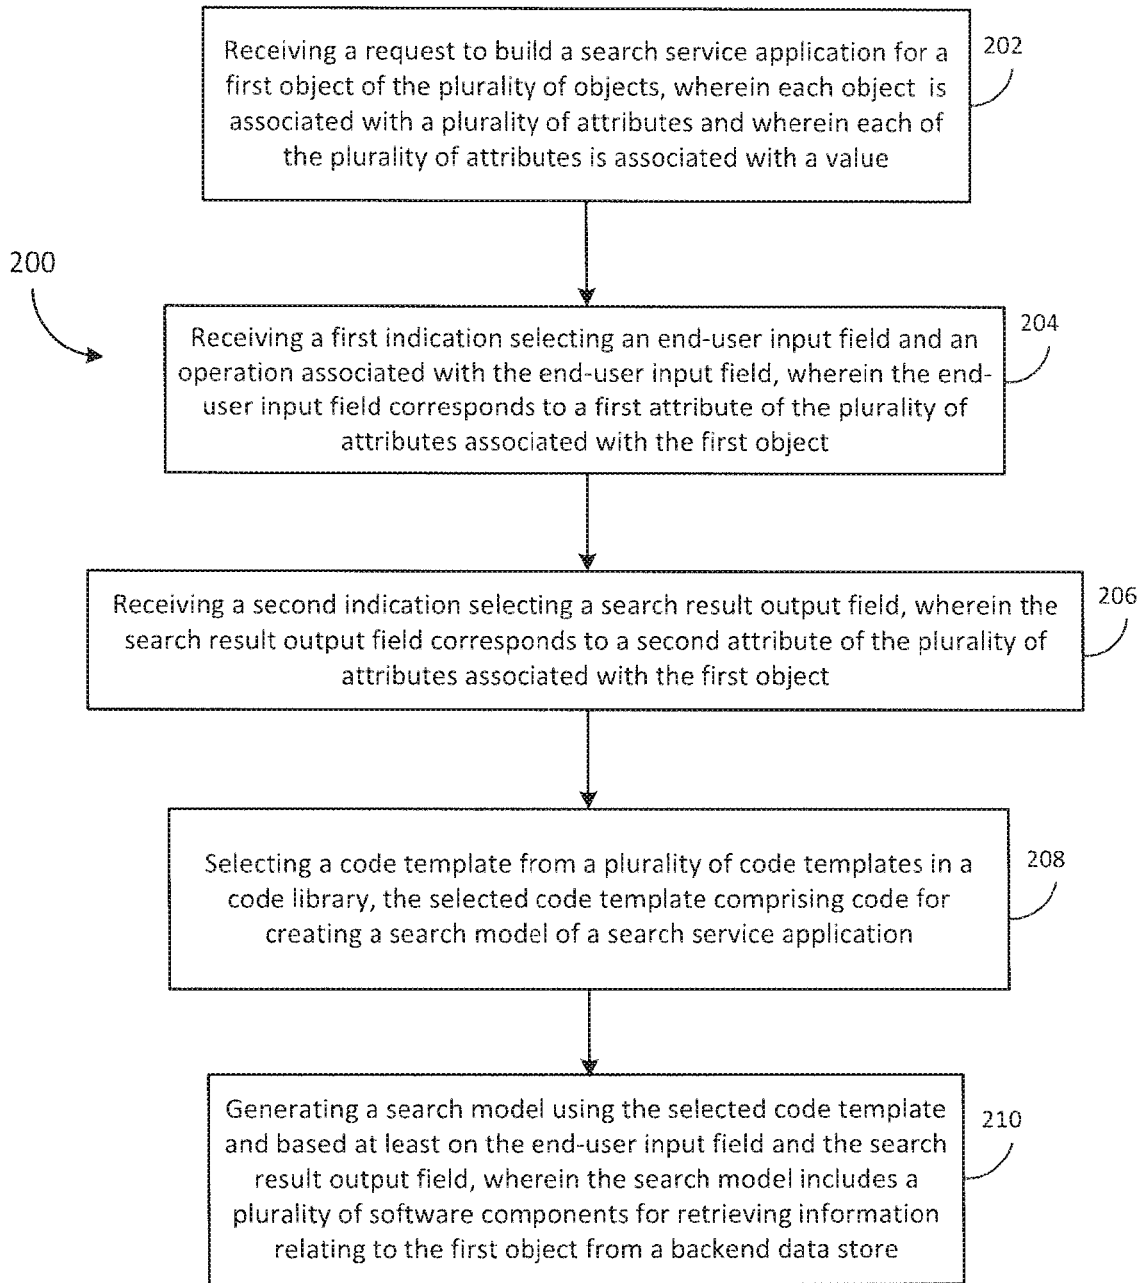 Receiving a request to build a search service application for a
first object of the plurality of objects, wherein each object is
associated with a plurality of attributes and wherein each of
the plurality of attributes is associated with a value
202
200
Receiving a first indication selecting an end-user input field and an
operation associated with the end-user input field, wherein the end-
user input field corresponds to a first attribute of the plurality of
attributes associated with the first object
204
Receiving a second indication selecting a search result output field, wherein the
search result output field corresponds to a second attribute of the plurality of
attributes associated with the first object
206
Selecting a code template from a plurality of code templates in a
code library, the selected code template comprising code for
creating a search model of a search service application
208
Generating a search model using the selected code template
and based at least on the end-user input field and the search
result output field, wherein the search model includes a
plurality of software components for retrieving information
relating to the first object from a backend data store
210